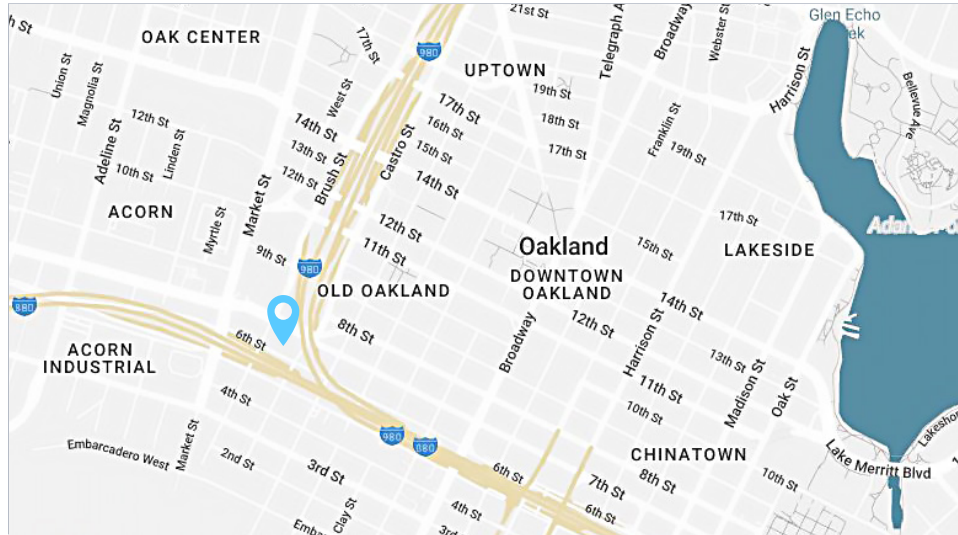 21st St
Glen Echo
ek
h St
OAK CENTER
17th St
980
Telegraph A
Broadway
Webster St
Harrison St
UPTOWN
Union St
Magnolia St
West St
19th St
Bellevue Ave
17th St
16th St
18th St
Franklin St
12th St
14th St
Adeline St
Linden St
13th St
Castro St
15th St
17th St
19th St
10th St
12th St
Brush St
14th St
Market St
ACORN
Myrtle St
12th St
17th St
9th St
11th St
Oakland
15th St
LAKESIDE
980
DOWNTOWN
OAKLAND
OLD OAKLAND
14th St
880
6th St
8th St
12th St
Broadway
Harrison St
ACORN
INDUSTRIAL
13th St
Madison St
Oak St
4th St
11th St
10th St
Lakeshor
Market St
980
Embarcadero West
2nd St
3rd St
CHINATOWN
Lake Merritt Blvd
6th St
7th St
8th St
10th St
4th St
6th St
Clay St
Embar
3rd